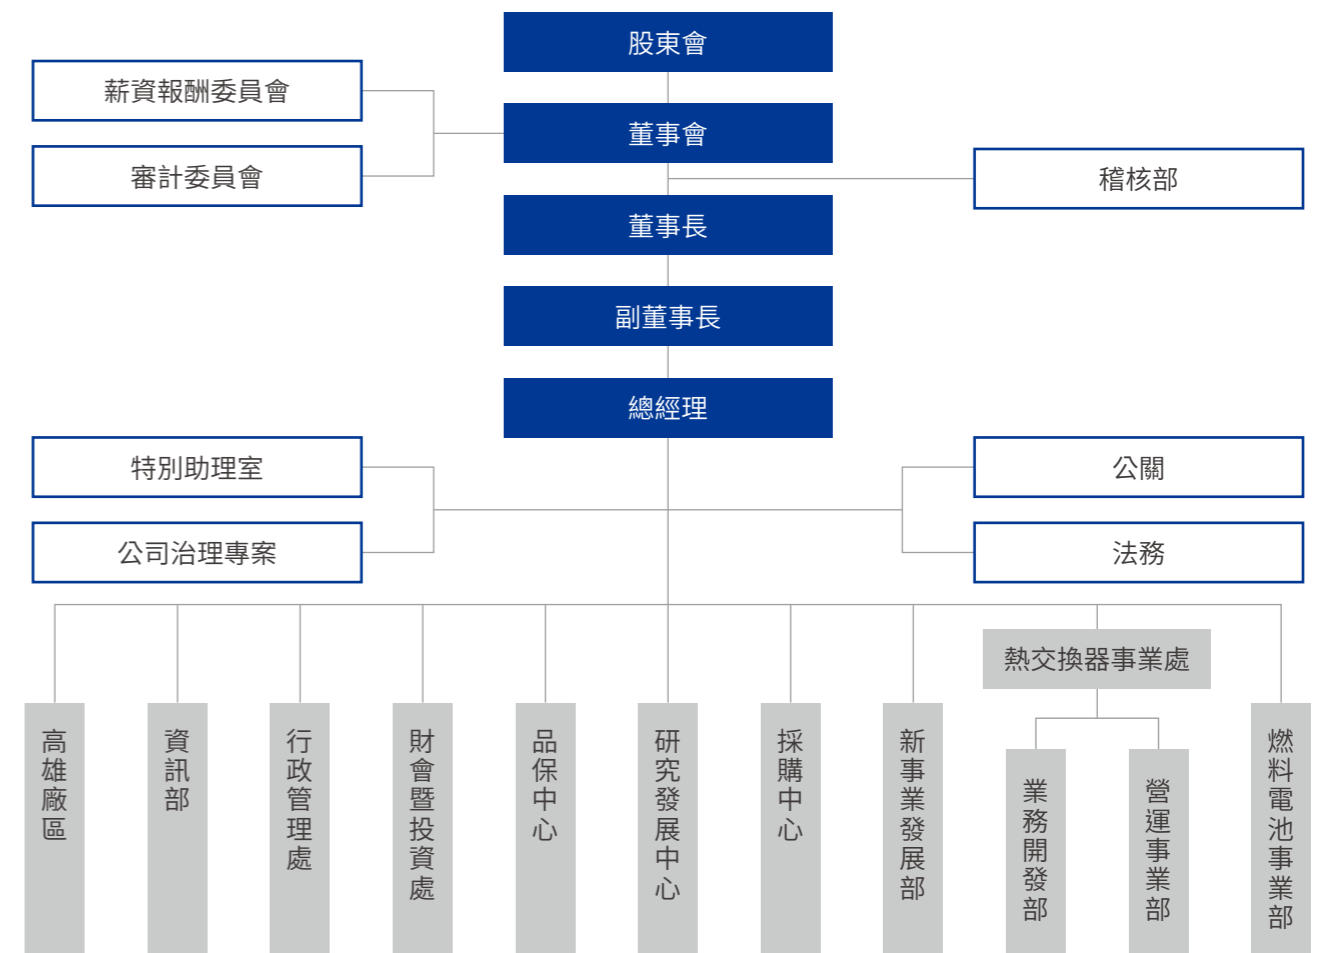 股東會
薪資報酬委員會
董事會
審計委員會
稽核部
董事長
副董事長
總經理
特別助理室
公關
公司治理專案
法務
熱交換器事業處
高雄廠區
資訊部
行政管理處
財會暨投資處
品保中心
研究發展中心
採購中心
新事業發展部
業務開發部
營運事業部
燃料電池事業部